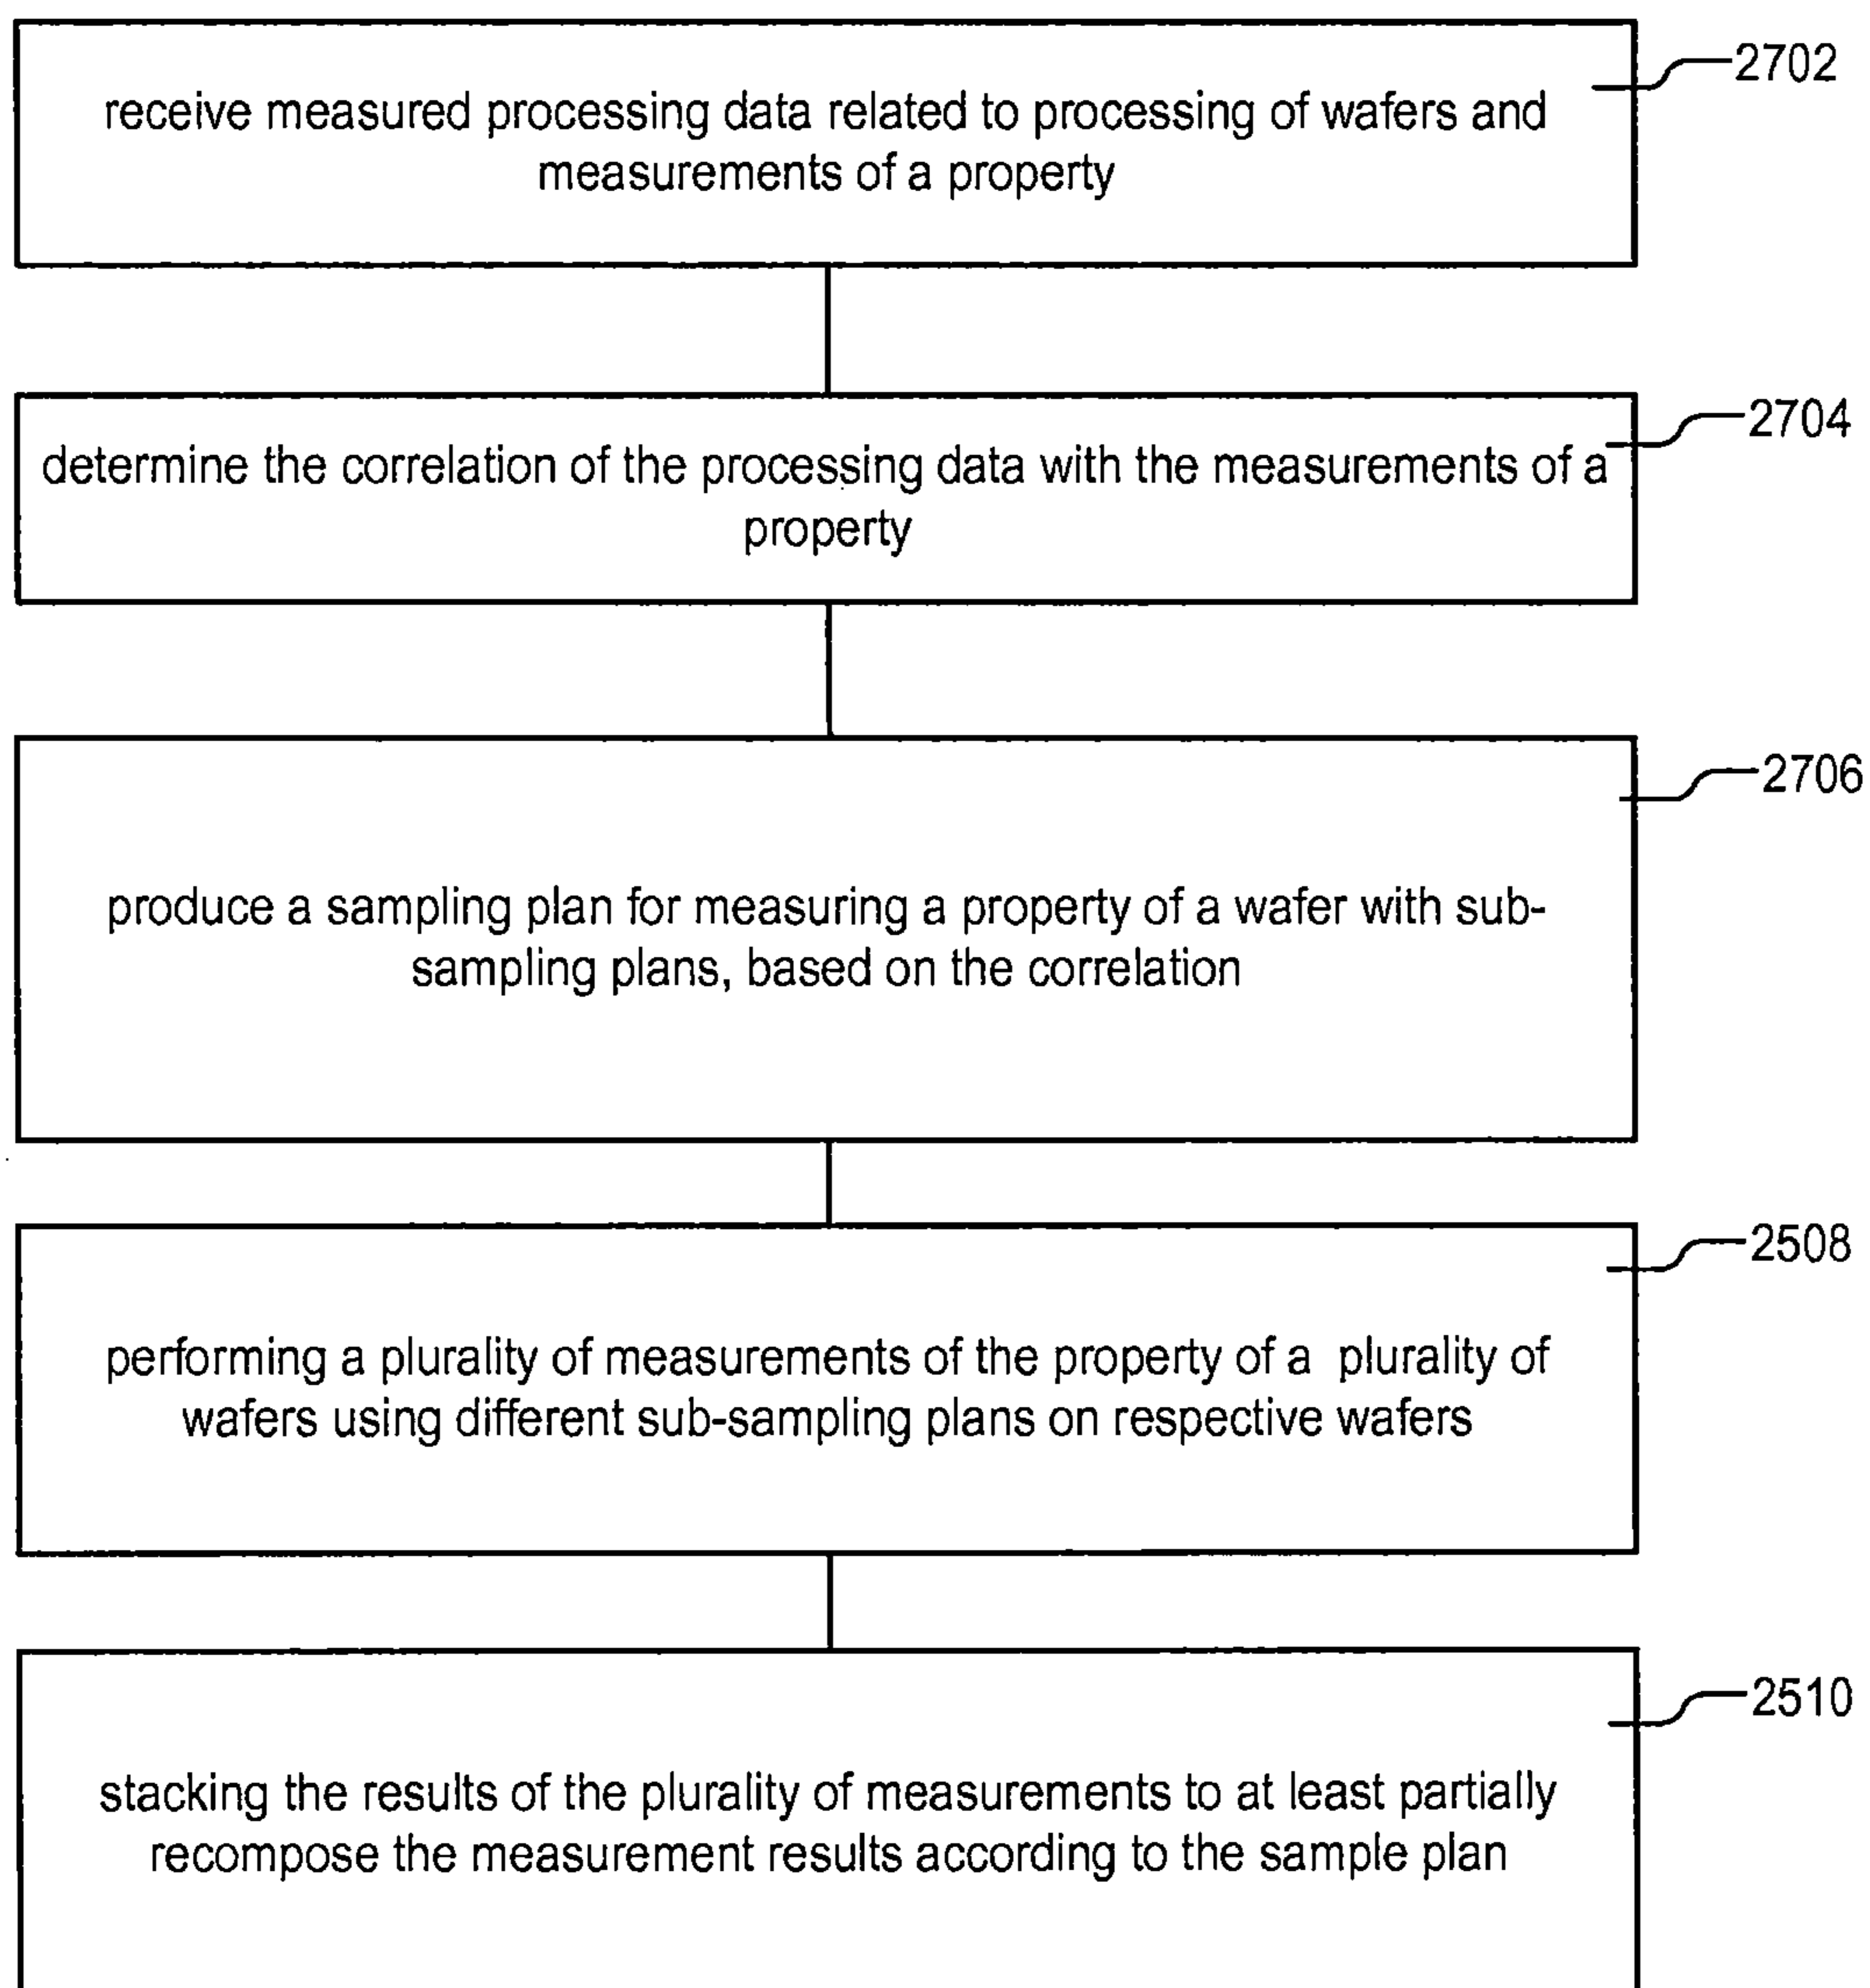 2702
receive measured processing data related to processing of wafers and
measurements of a property
2704
determine the correlation of the processing data with the measurements of a
property
2706
produce a sampling plan for measuring a property of a wafer with sub-
sampling plans, based on the correlation
2508
performing a plurality of measurements of the property of a plurality of
wafers using different sub-sampling plans on respective wafers
2510
stacking the results of the plurality of measurements to at least partially
recompose the measurement results according to the sample plan